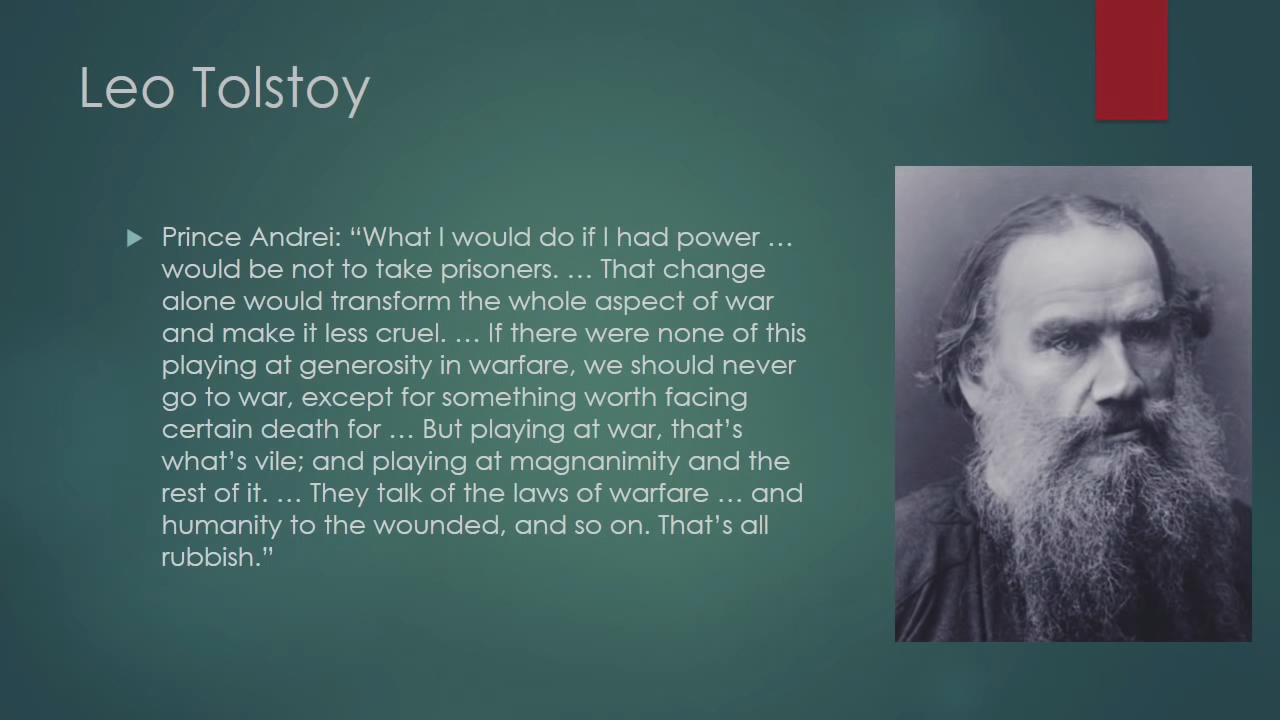 Leo Tolstoy
Prince Andrei: “What I would do if I had power …
would be not to take prisoners. … That change
alone would transform the whole aspect of war
and make it less cruel. … If there were none of this
playing at generosity in warfare, we should never
go to war, except for something worth facing
certain death for … But playing at war, that’s
what’s vile; and playing at magnanimity and the
rest of it. … They talk of the laws of warfare … and
humanity to the wounded, and so on. That’s all
rubbish.”